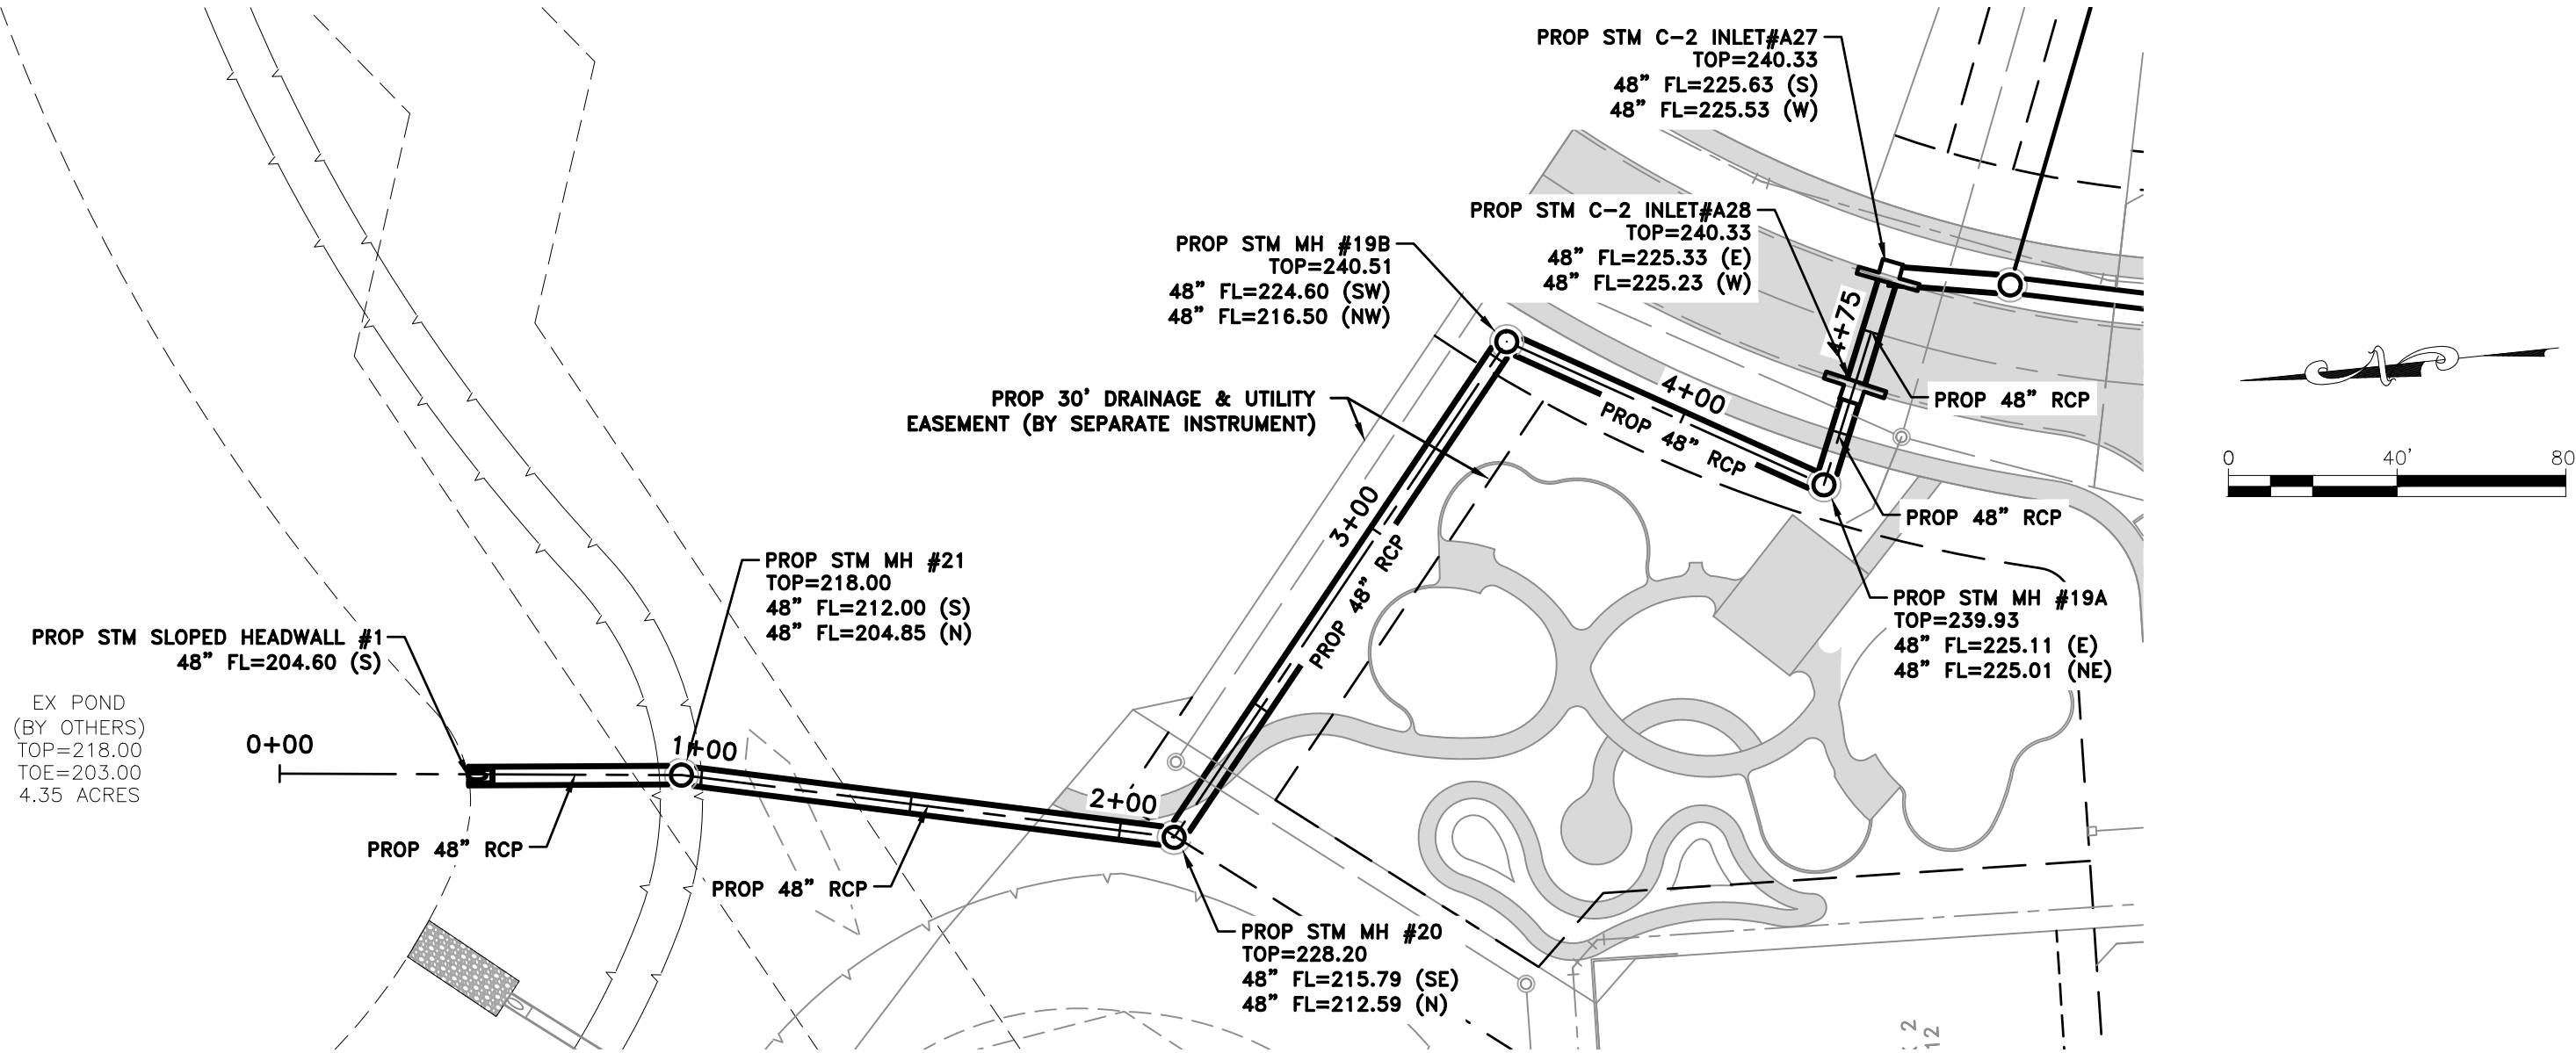 PROP STM C-2 INLET#A27
TOP=240.33
48” FL=225.63 (S)
48” FL=225.53 (W)
PROP STM C-2 INLET#A28
TOP=240.33
48” FL=225.33 (E)
48” FL=225.23 (W)
PROP STM MH #19B
TOP=240.51
48” FL=224.60 (SW)
48” FL=216.50 (NW)
4+75
PROP 30' DRAINAGE & UTILITY
EASEMENT (BY SEPARATE INSTRUMENT)
4+00
PROP 48” RCP
PROP 48” RCP
PROP 48” RCP
0 40' 80'
3+00
PROP 48” RCP
PROP STM MH #19A
TOP=239.93
48” FL=225.11 (E)
48” FL=225.01 (NE)
PROP STM MH #21
TOP=218.00
48” FL=212.00 (S)
48” FL=204.85 (N)
PROP STM SLOPED HEADWALL #1
48” FL=204.60 (S)
EX POND
(BY OTHERS)
TOP=218.00
TOE=203.00
4.35 ACRES
0+00
1+00
2+00
PROP 48” RCP
PROP 48” RCP
PROP STM MH #20
TOP=228.20
48” FL=215.79 (SE)
48” FL=212.59 (N)
2
12